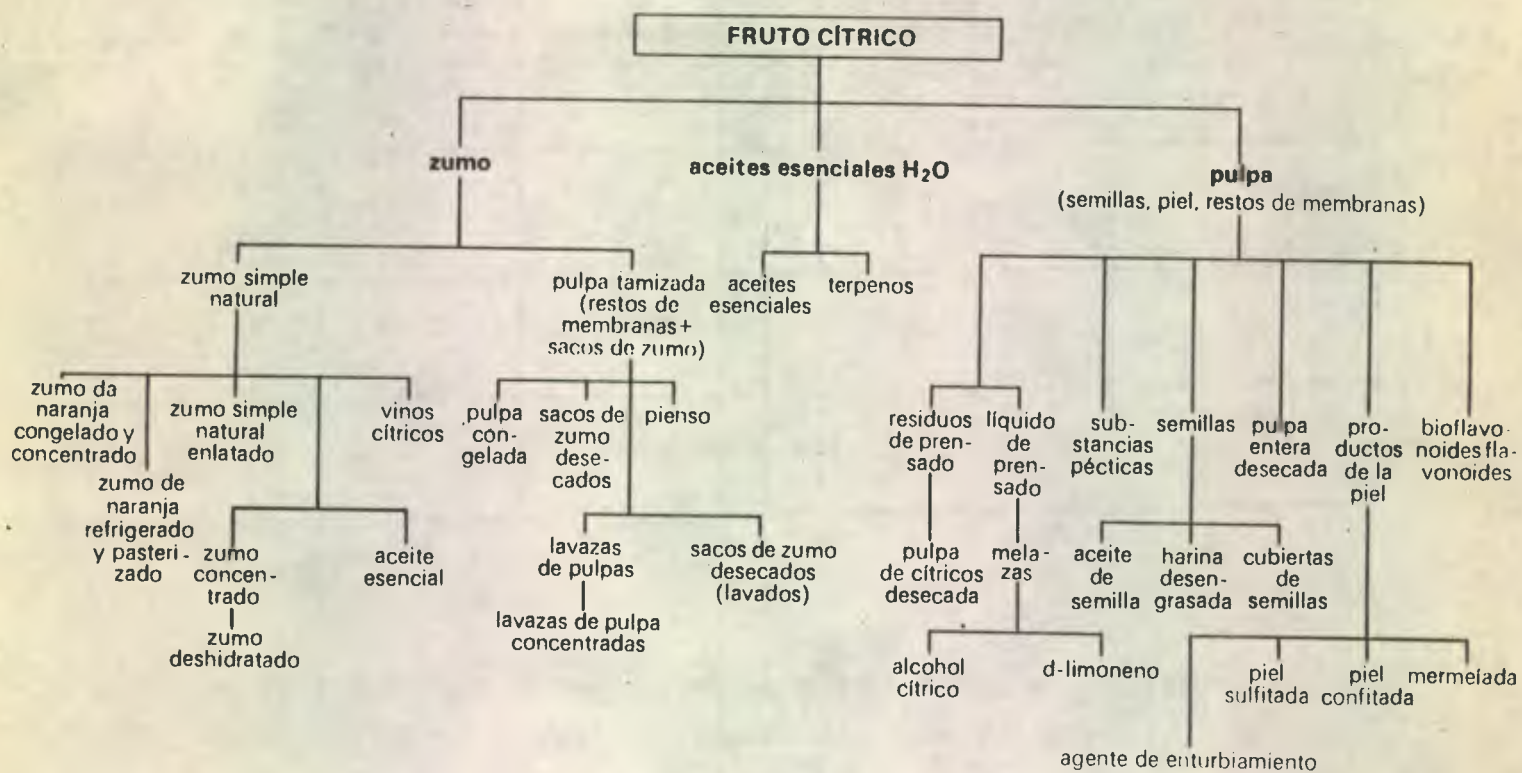 FRUTO CÍTRICO
zumo
aceites esenciales H₂O
pulpa
(semillas, piel, restos de membranas)
zumo simple
natural
pulpa tamizada
(restos de
membranas+
sacos de zumo)
aceites
esenciales
terpenos
zumo da
naranja
congelado y
concentrado
zumo de
naranja
refrigerado
y pasteri-
zado
zumo simple
natural
enlatado
vinos
cítricos
zumo
concen-
trado
zumo
deshidratado
aceite
esencial
pulpa
con-
gelada
sacos de
zumo
dese-
cados
pienso
lavazas
de pulpas
lavazas de pulpa
concentradas
sacos de zumo
desecados
(lavados)
residuos
de pren-
sado
líquido
de
pren-
sado
sub-
stancias
pécticas
semillas
pulpa
entera
desecada
pro-
ductos
de la
piel
bioflavo-
noides fla-
vonoides
pulpa
de cítricos
desecada
mela-
zas
aceite
de
semilla
harina
desen-
grasada
cubiertas
de
semillas
alcohol
cítrico
d-limoneno
piel
sulfitada
piel
confitada
mermelada
agente de enturbiamiento